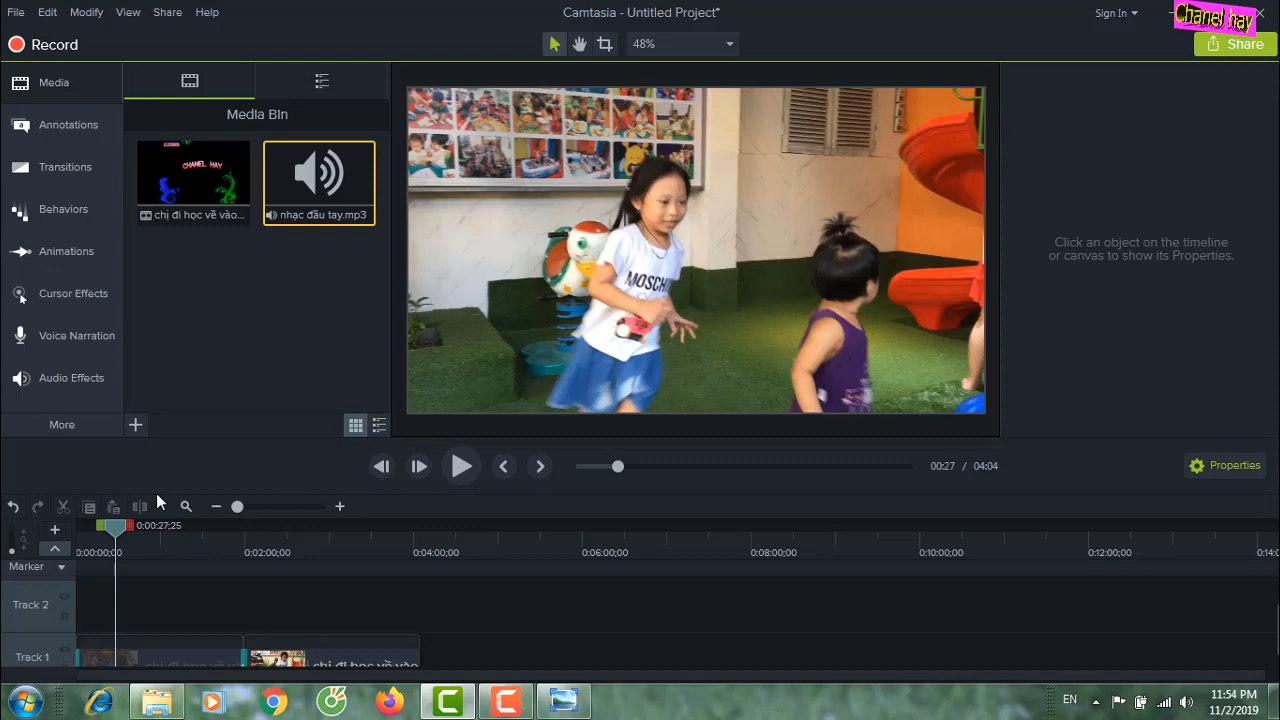 File Edit Modify View Share Help
Camtasia - Untitled Project*
Sign In
Chanel hay
Record
48%
Share
Media
Annotations
Transitions
Behaviors
Animations
Cursor Effects
Voice Narration
Audio Effects
More
Media Bin
CHANEL HAY
chị đi học về vào...
nhạc đầu tay.mp3
MOSCHI
Click an object on the timeline
or canvas to show its Properties.
00:27 / 04:04
Properties
0:00:27;25
0:00:00;00 0:02:00;00 0:04:00;00 0:06:00;00 0:08:00;00 0:10:00;00 0:12:00;00 0:14:0
Marker
Track 2
Track 1
chị đi học về v
chị đi học về vào
EN
11:54 PM
11/2/2019